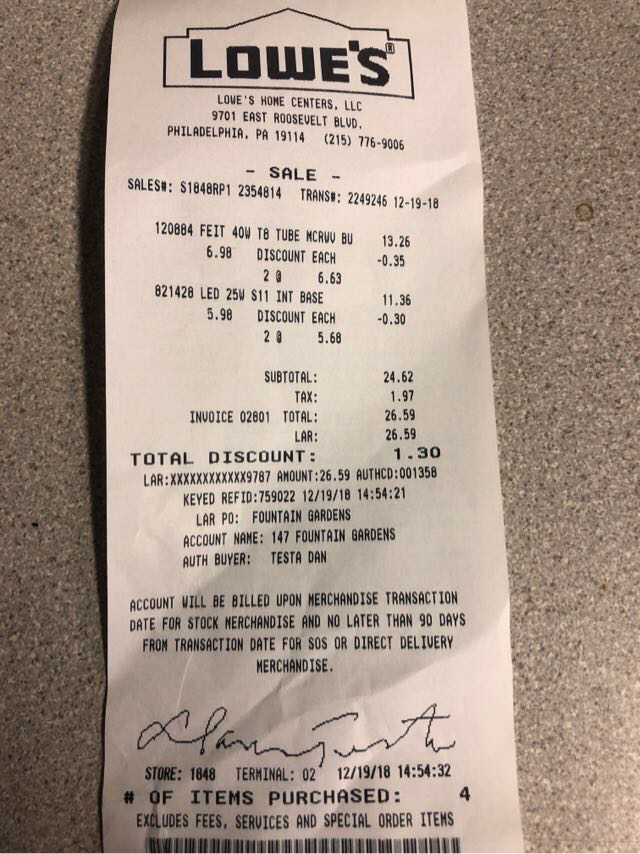 LOWE'S®
LOWE'S HOME CENTERS, LLC
9701 EAST ROOSEVELT BLVD.
PHILADELPHIA, PA 19114 (215) 776-9006
- SALE -
SALES#: S1848RP1 2354814 TRANS#: 2249246 12-19-18
120884 FEIT 40W T8 TUBE MCRWV BU 13.26
6.98 DISCOUNT EACH -0.35
2 @ 6.63
821428 LED 25W S11 INT BASE 11.36
5.98 DISCOUNT EACH -0.30
2 @ 5.68
SUBTOTAL: 24.62
TAX: 1.97
INVOICE 02801 TOTAL: 26.59
LAR: 26.59
TOTAL DISCOUNT: 1.30
LAR:XXXXXXXXXXXX9787 AMOUNT:26.59 AUTHCD:001358
KEYED REFID:759022 12/19/18 14:54:21
LAR PO: FOUNTAIN GARDENS
ACCOUNT NAME: 147 FOUNTAIN GARDENS
AUTH BUYER: TESTA DAN
ACCOUNT WILL BE BILLED UPON MERCHANDISE TRANSACTION
DATE FOR STOCK MERCHANDISE AND NO LATER THAN 90 DAYS
FROM TRANSACTION DATE FOR SOS OR DIRECT DELIVERY
MERCHANDISE.
STORE: 1848 TERMINAL: 02 12/19/18 14:54:32
# OF ITEMS PURCHASED: 4
EXCLUDES FEES, SERVICES AND SPECIAL ORDER ITEMS